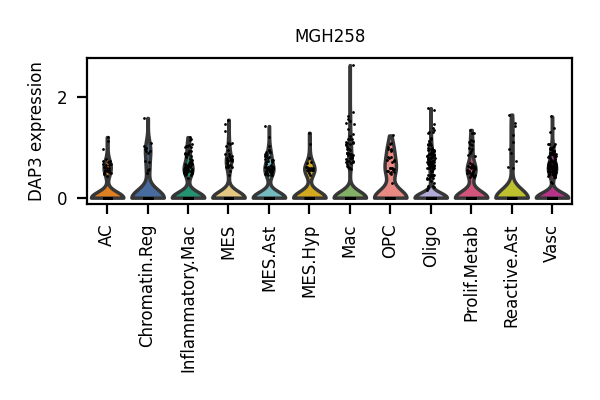 MGH258
DAP3 expression
2
0
AC
Chromatin.Reg
Inflammatory.Mac
MES
MES.Ast
MES.Hyp
Mac
OPC
Oligo
Prolif.Metab
Reactive.Ast
Vasc